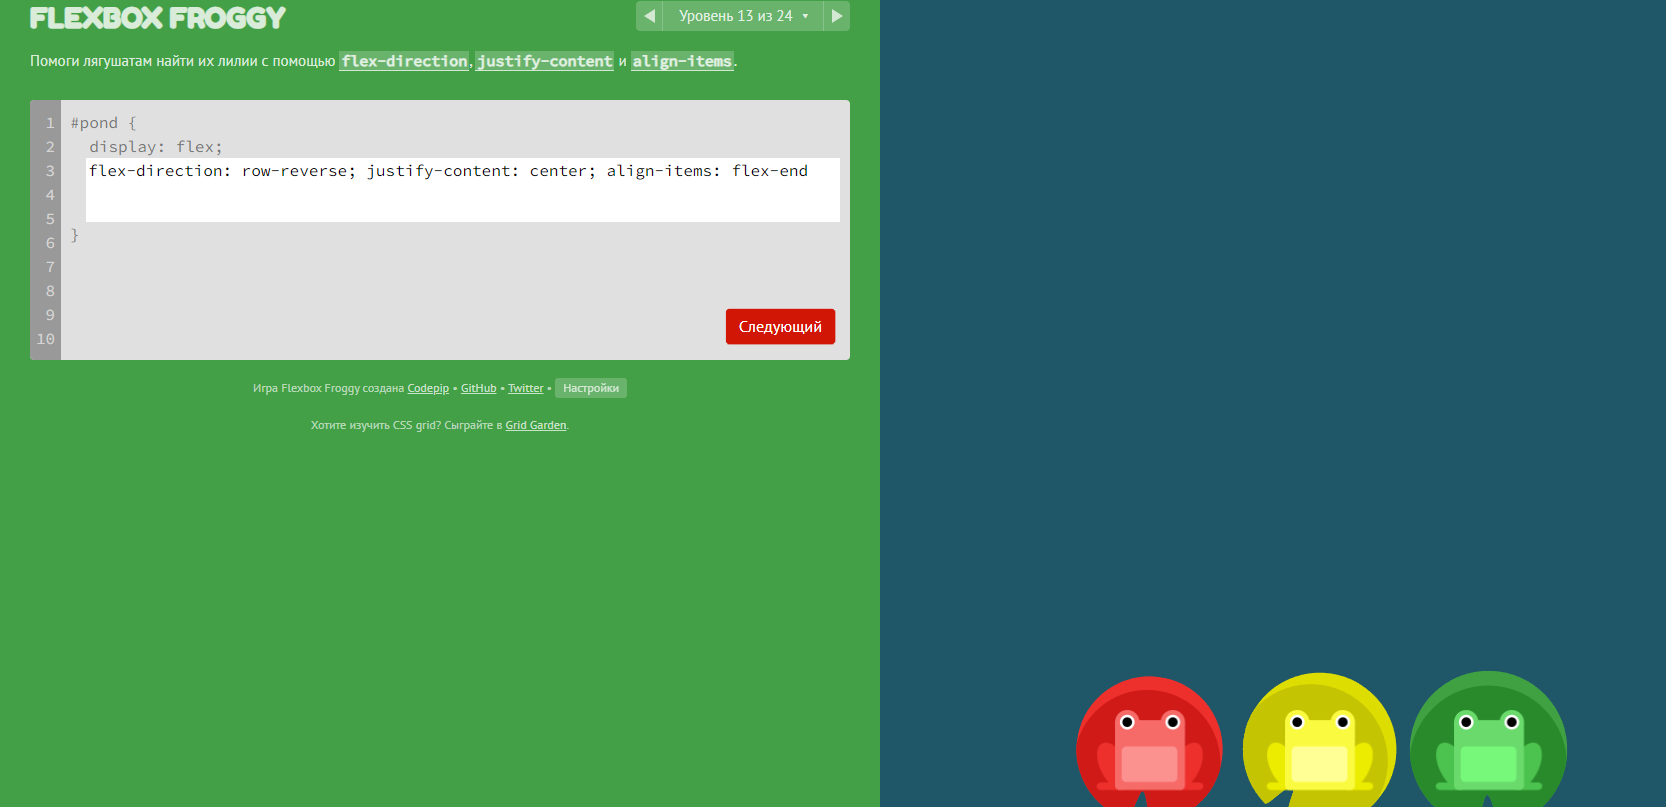 FLEXBOX FROGGY
Уровень 13 из 24
Помоги лягушатам найти их лилии с помощью flex-direction, justify-content и align-items.
1 #pond {
2 display: flex;
3 flex-direction: row-reverse; justify-content: center; align-items: flex-end
4
5
6 }
7
8
9
10
Следующий
Игра Flexbox Froggy создана Codepip • GitHub • Twitter • Настройки
Хотите изучить CSS grid? Сыграйте в Grid Garden.